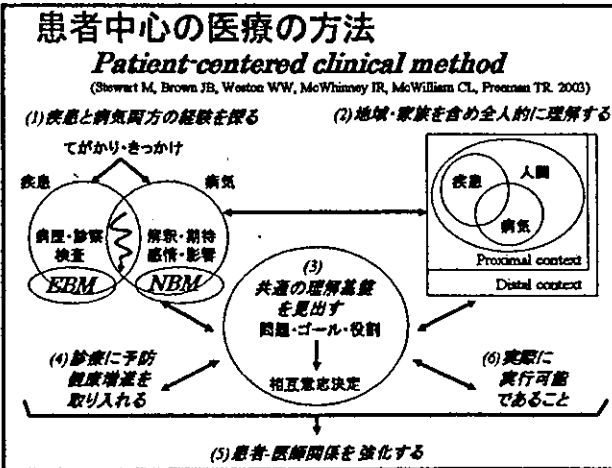 患者中心の医療の方法
Patient-centered clinical method
(Stewart M, Brown JB, Weston WW, McWhinney IR, McWilliam CL, Freeman TR. 2003)
(1)疾患と病気両方の経験を探る
てがかり・きっかけ
疾患
病気
病歴・診察
検査
解釈・期待
感情・影響
EBM
NBM
(2)地域・家族を含め全人的に理解する
人間
疾患
病気
Proximal context
Distal context
(3)
共通の理解基盤
を見出す
問題・ゴール・役割
相互意志決定
(4)診療に予防
健康増進を
取り入れる
(6)実際に
実行可能
であること
(5)患者-医師関係を強化する